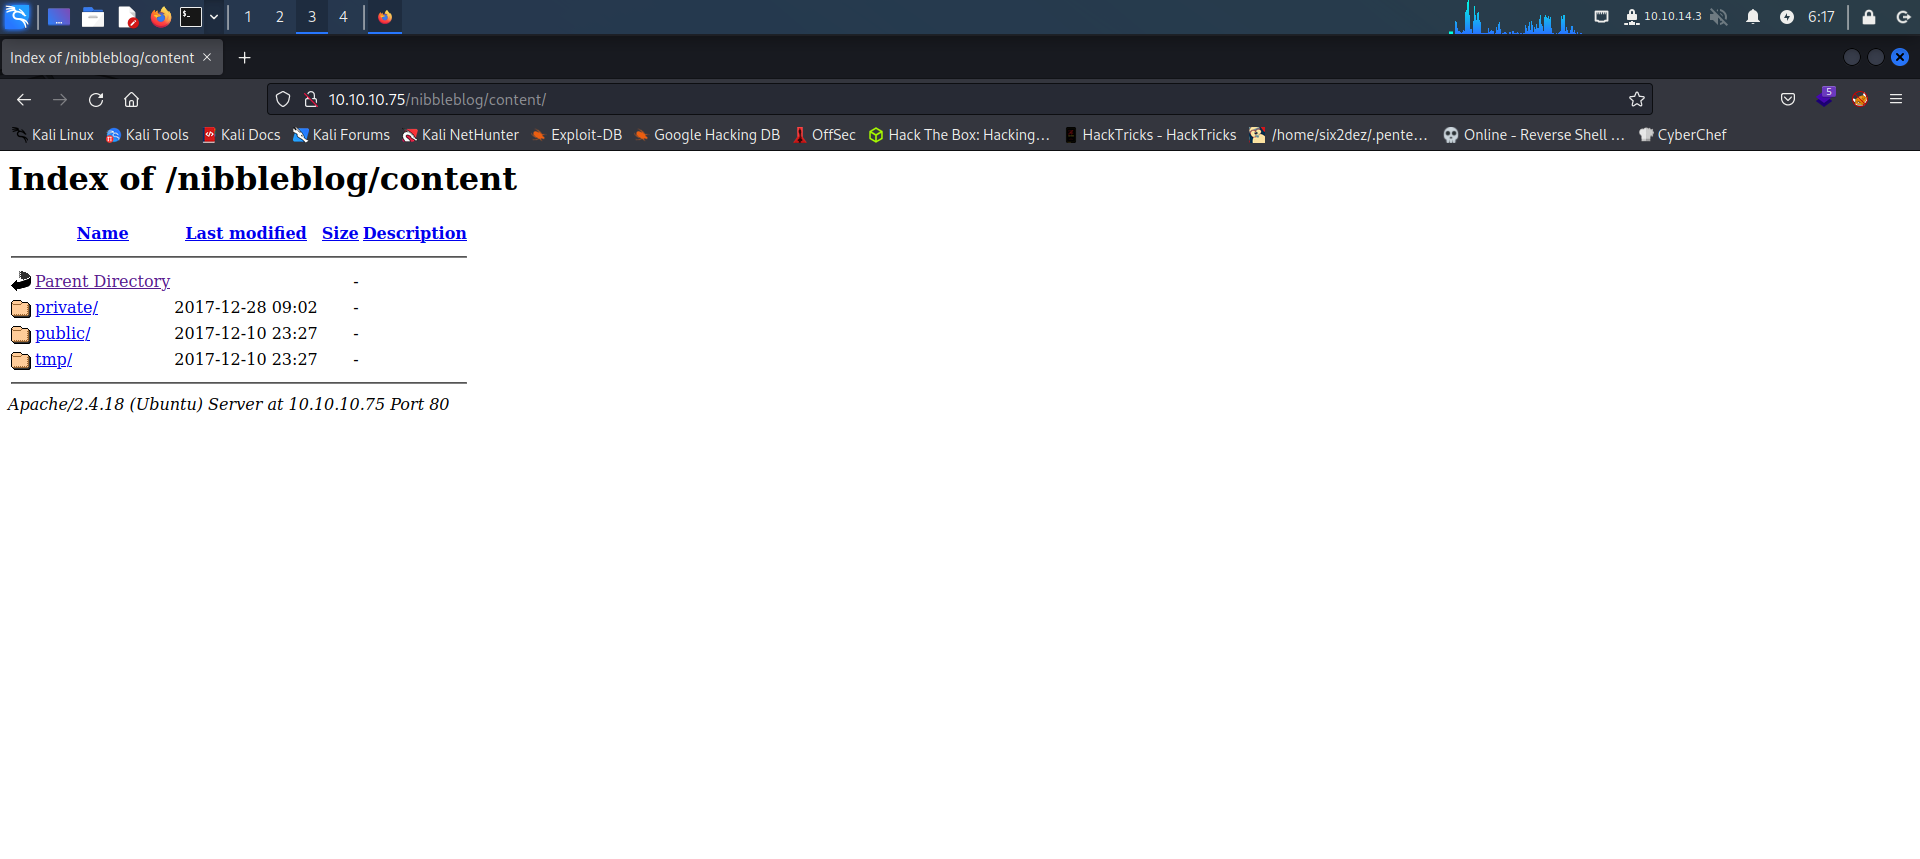 1 2 3 4 10.10.14.3 6:17
Index of /nibbleblog/content
10.10.10.75/nibbleblog/content/ 5
Kali Linux Kali Tools Kali Docs Kali Forums Kali NetHunter Exploit-DB Google Hacking DB OffSec Hack The Box: Hacking... HackTricks - HackTricks /home/six2dez/.pente... Online - Reverse Shell ... CyberChef
Index of /nibbleblog/content
Name Last modified Size Description
Parent Directory -
private/ 2017-12-28 09:02 -
public/ 2017-12-10 23:27 -
tmp/ 2017-12-10 23:27 -
Apache/2.4.18 (Ubuntu) Server at 10.10.10.75 Port 80